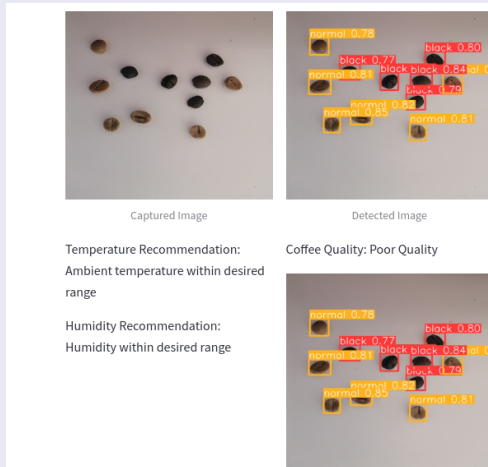 normal 0.78
black 0.80
black 0.77
normal 0.81
black
black 0.84
black 0.79
normal 0.82
normal 0.85
normal 0.81
Captured Image
Detected Image
Temperature Recommendation:
Ambient temperature within desired
range
Coffee Quality: Poor Quality
Humidity Recommendation:
Humidity within desired range
normal 0.78
black 0.80
black 0.77
normal 0.81
black
black 0.84
black 0.79
normal 0.82
normal 0.85
normal 0.81